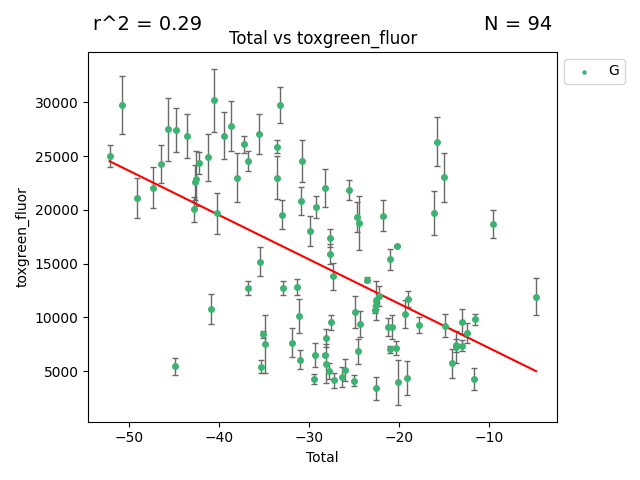 r^2 = 0.29
N = 94
Total vs toxgreen_fluor
G
30000
25000
20000
15000
10000
5000
toxgreen_fluor
−50
−40
−30
−20
−10
Total